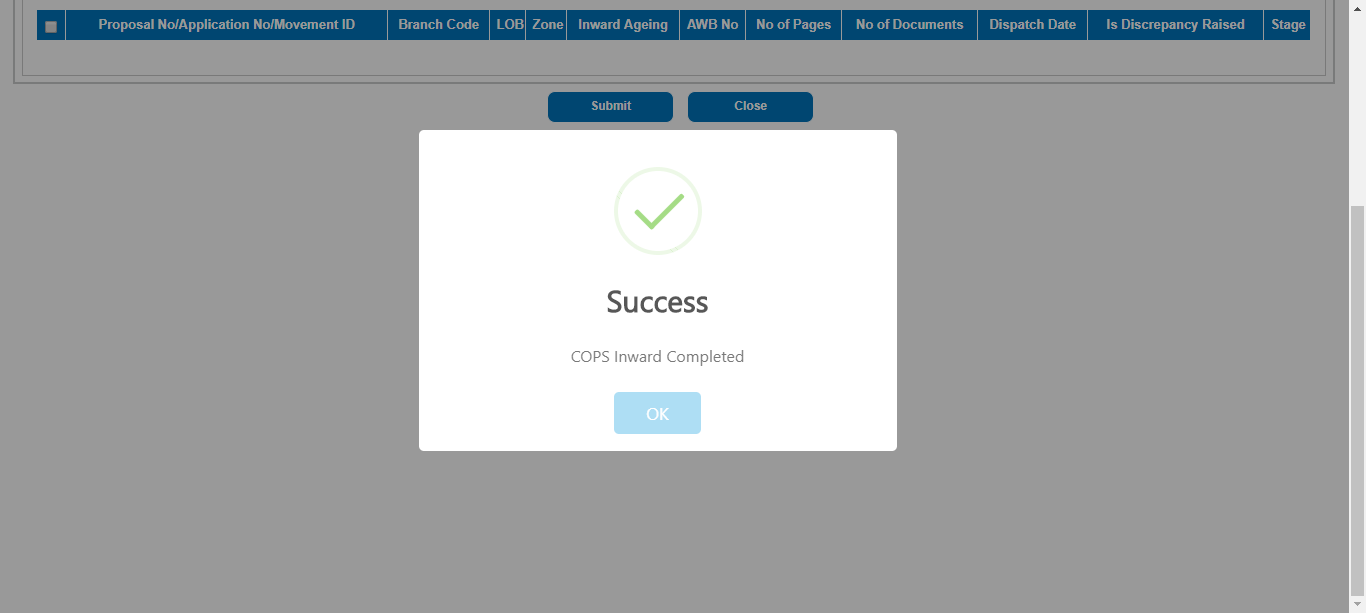 Proposal No/Application No/Movement ID Branch Code LOB Zone Inward Ageing AWB No No of Pages No of Documents Dispatch Date Is Discrepancy Raised Stage
Submit Close
Success
COPS Inward Completed
OK